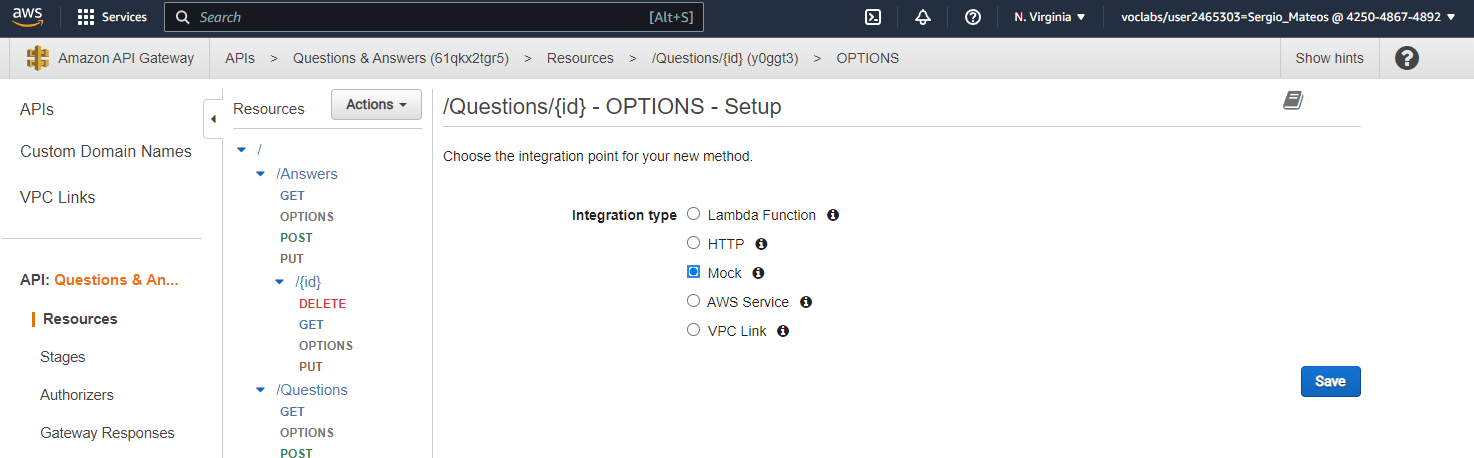 aws Services Search [Alt+S] N. Virginia voclabs/user2465303=Sergio_Mateos @ 4250-4867-4892
Amazon API Gateway APIs > Questions & Answers (61qkx2tgr5) > Resources > /Questions/{id} (y0ggt3) > OPTIONS Show hints ?
APIs
Custom Domain Names
VPC Links
API: Questions & An...
Resources
Stages
Authorizers
Gateway Responses
Resources Actions
/
/Answers
GET
OPTIONS
POST
PUT
/{id}
DELETE
GET
OPTIONS
PUT
/Questions
GET
OPTIONS
POST
/Questions/{id} - OPTIONS - Setup
Choose the integration point for your new method.
Integration type Lambda Function
HTTP
Mock
AWS Service
VPC Link
Save